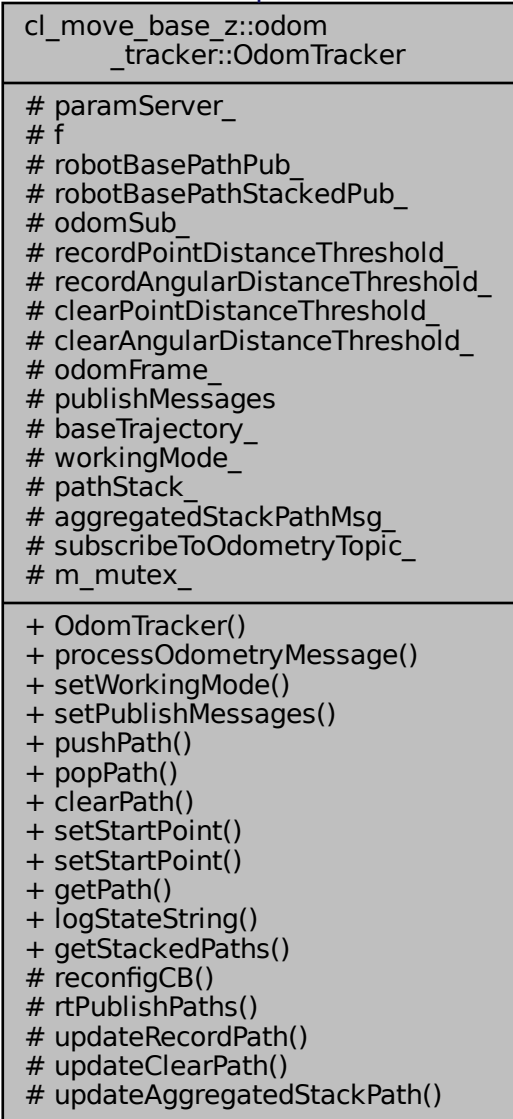 cl_move_base_z::odom
_tracker::OdomTracker
# paramServer_
# f
# robotBasePathPub_
# robotBasePathStackedPub_
# odomSub_
# recordPointDistanceThreshold_
# recordAngularDistanceThreshold_
# clearPointDistanceThreshold_
# clearAngularDistanceThreshold_
# odomFrame_
# publishMessages
# baseTrajectory_
# workingMode_
# pathStack_
# aggregatedStackPathMsg_
# subscribeToOdometryTopic_
# m_mutex_
+ OdomTracker()
+ processOdometryMessage()
+ setWorkingMode()
+ setPublishMessages()
+ pushPath()
+ popPath()
+ clearPath()
+ setStartPoint()
+ setStartPoint()
+ getPath()
+ logStateString()
+ getStackedPaths()
# reconfigCB()
# rtPublishPaths()
# updateRecordPath()
# updateClearPath()
# updateAggregatedStackPath()